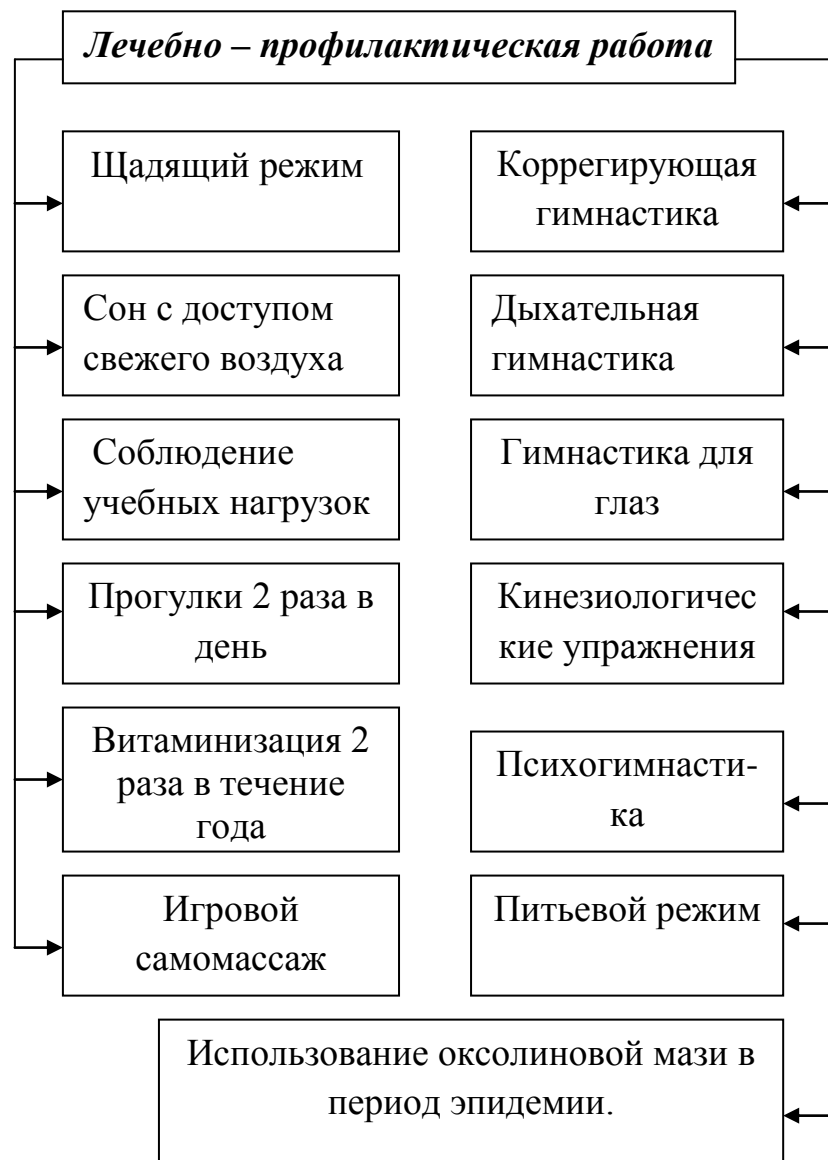 Лечебно – профилактическая работа
Щадящий режим
Коррегирующая
гимнастика
Сон с доступом
свежего воздуха
Дыхательная
гимнастика
Соблюдение
учебных нагрузок
Гимнастика для
глаз
Прогулки 2 раза в
день
Кинезиологичес
кие упражнения
Витаминизация 2
раза в течение
года
Психогимнасти-
ка
Игровой
самомассаж
Питьевой режим
Использование оксолиновой мази в
период эпидемии.